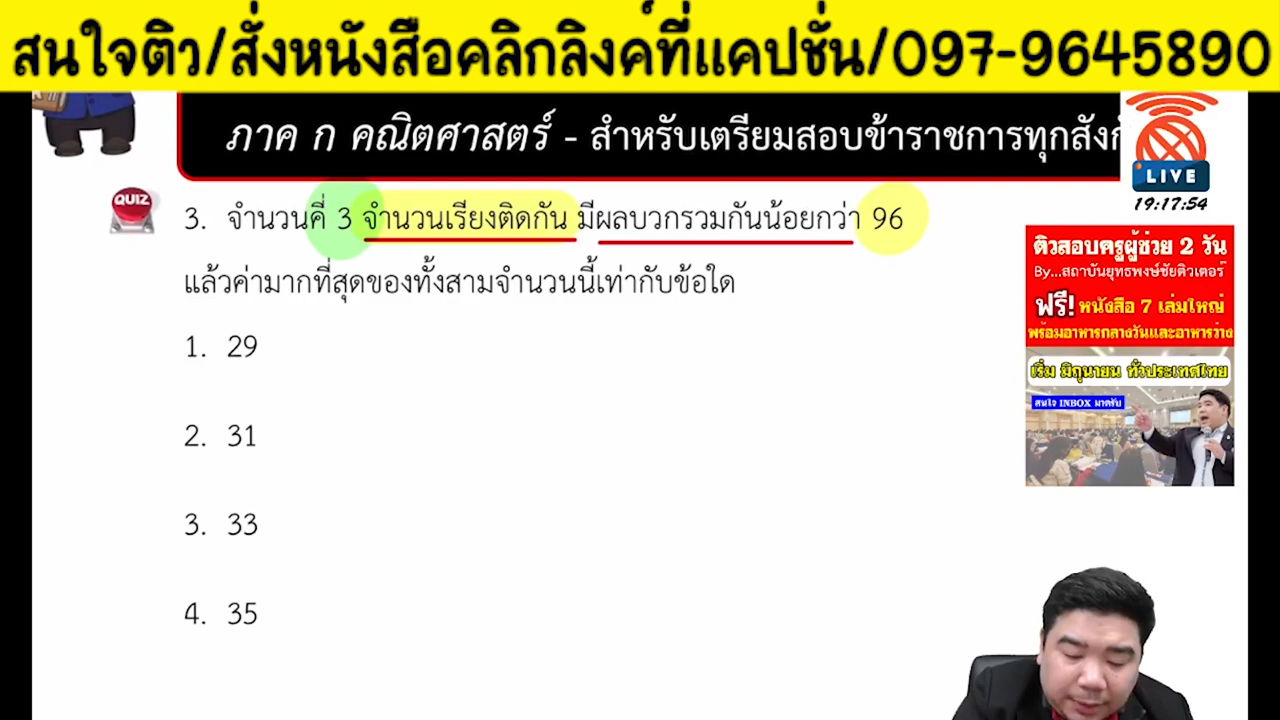 สนใจติว/สั่งหนังสือคลิกลิงค์ที่แคปชั่น/097-9645890
ภาค ก คณิตศาสตร์ - สำหรับเตรียมสอบข้าราชการทุกสัง
LIVE
19:17:54
QUIZ
3. จำนวนคี่ 3 จำนวนเรียงติดกัน มีผลบวกรวมกันน้อยกว่า 96
แล้วค่ามากที่สุดของทั้งสามจำนวนนี้เท่ากับข้อใด
1. 29
2. 31
3. 33
4. 35
ติวสอบครูผู้ช่วย 2 วัน
By...สถาบันยุทธพงษ์ชัยติวเตอร์
ฟรี! หนังสือ 7 เล่มใหญ่
พร้อมอาหารกลางวันและอาหารว่าง
เริ่ม มิถุนายน ทั่วประเทศไทย
สนใจ INBOX มาครับ